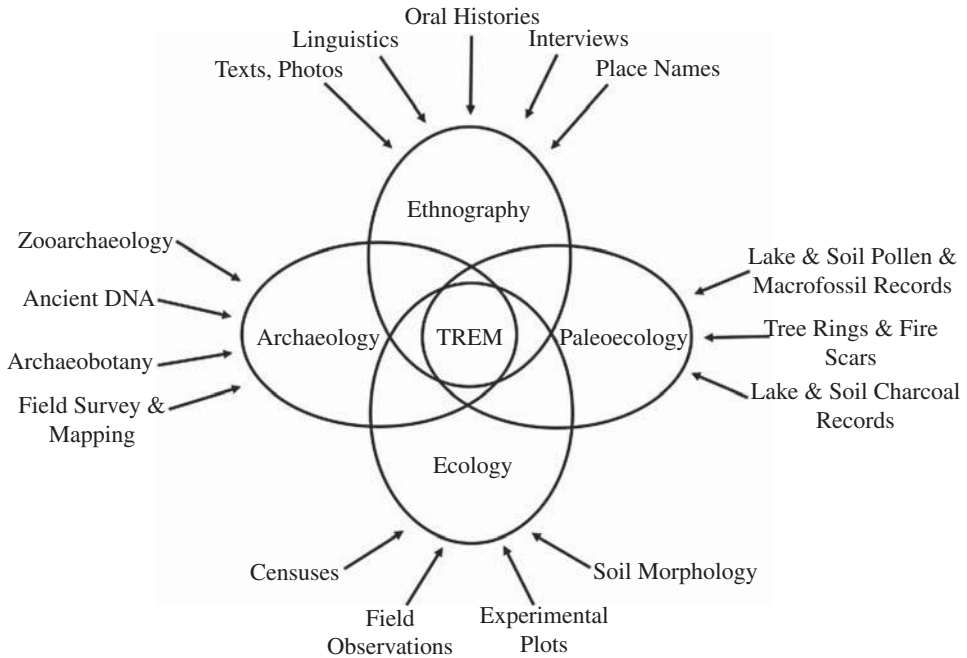 Oral Histories
Linguistics
Interviews
Texts, Photos
Place Names
Ethnography
Zooarchaeology
Ancient DNA
Archaeobotany
Field Survey &
Mapping
Archaeology
TREM
Paleoecology
Lake & Soil Pollen &
Macrofossil Records
Tree Rings & Fire
Scars
Lake & Soil Charcoal
Records
Ecology
Censuses
Field
Observations
Experimental
Plots
Soil Morphology